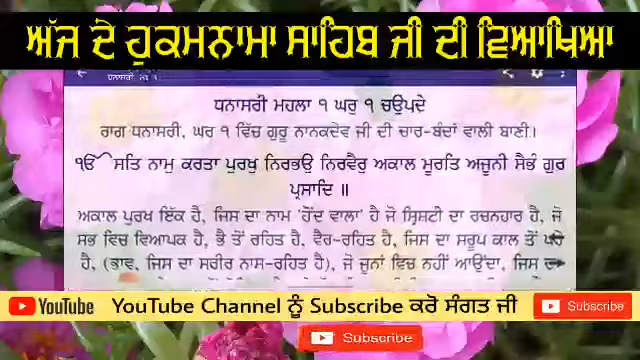 ਅੱਜ ਦੇ ਹੁਕਮਨਾਮਾ ਸਾਹਿਬ ਜੀ ਦੀ ਵਿਆਖਿਆ
ਧਨਾਸਰੀ ਮਹਲਾ ੧ ਘਰੁ ੧ ਚਉਪਦੇ
ਰਾਗ ਧਨਾਸਰੀ, ਘਰ ੧ ਵਿੱਚ ਗੁਰੂ ਨਾਨਕਦੇਵ ਜੀ ਦੀ ਚਾਰ-ਬੰਦਾਂ ਵਾਲੀ ਬਾਣੀ।
ੴ ਸਤਿ ਨਾਮੁ ਕਰਤਾ ਪੁਰਖੁ ਨਿਰਭਉ ਨਿਰਵੈਰੁ ਅਕਾਲ ਮੂਰਤਿ ਅਜੂਨੀ ਸੈਭੰ ਗੁਰ
ਪ੍ਰਸਾਦਿ ॥
ਅਕਾਲ ਪੁਰਖ ਇੱਕ ਹੈ, ਜਿਸ ਦਾ ਨਾਮ 'ਹੋਂਦ ਵਾਲਾ' ਹੈ ਜੋ ਸ੍ਰਿਸ਼ਟੀ ਦਾ ਰਚਨਹਾਰ ਹੈ, ਜੋ
ਸਭ ਵਿਚ ਵਿਆਪਕ ਹੈ, ਭੈ ਤੋਂ ਰਹਿਤ ਹੈ, ਵੈਰ-ਰਹਿਤ ਹੈ, ਜਿਸ ਦਾ ਸਰੂਪ ਕਾਲ ਤੋਂ ਪਰੇ
ਹੈ, (ਭਾਵ, ਜਿਸ ਦਾ ਸਰੀਰ ਨਾਸ-ਰਹਿਤ ਹੈ), ਜੋ ਜੂਨਾਂ ਵਿਚ ਨਹੀਂ ਆਉਂਦਾ, ਜਿਸ ਦਾ
YouTube YouTube Channel ਨੂੰ Subscribe ਕਰੋ ਸੰਗਤ ਜੀ Subscribe
Subscribe